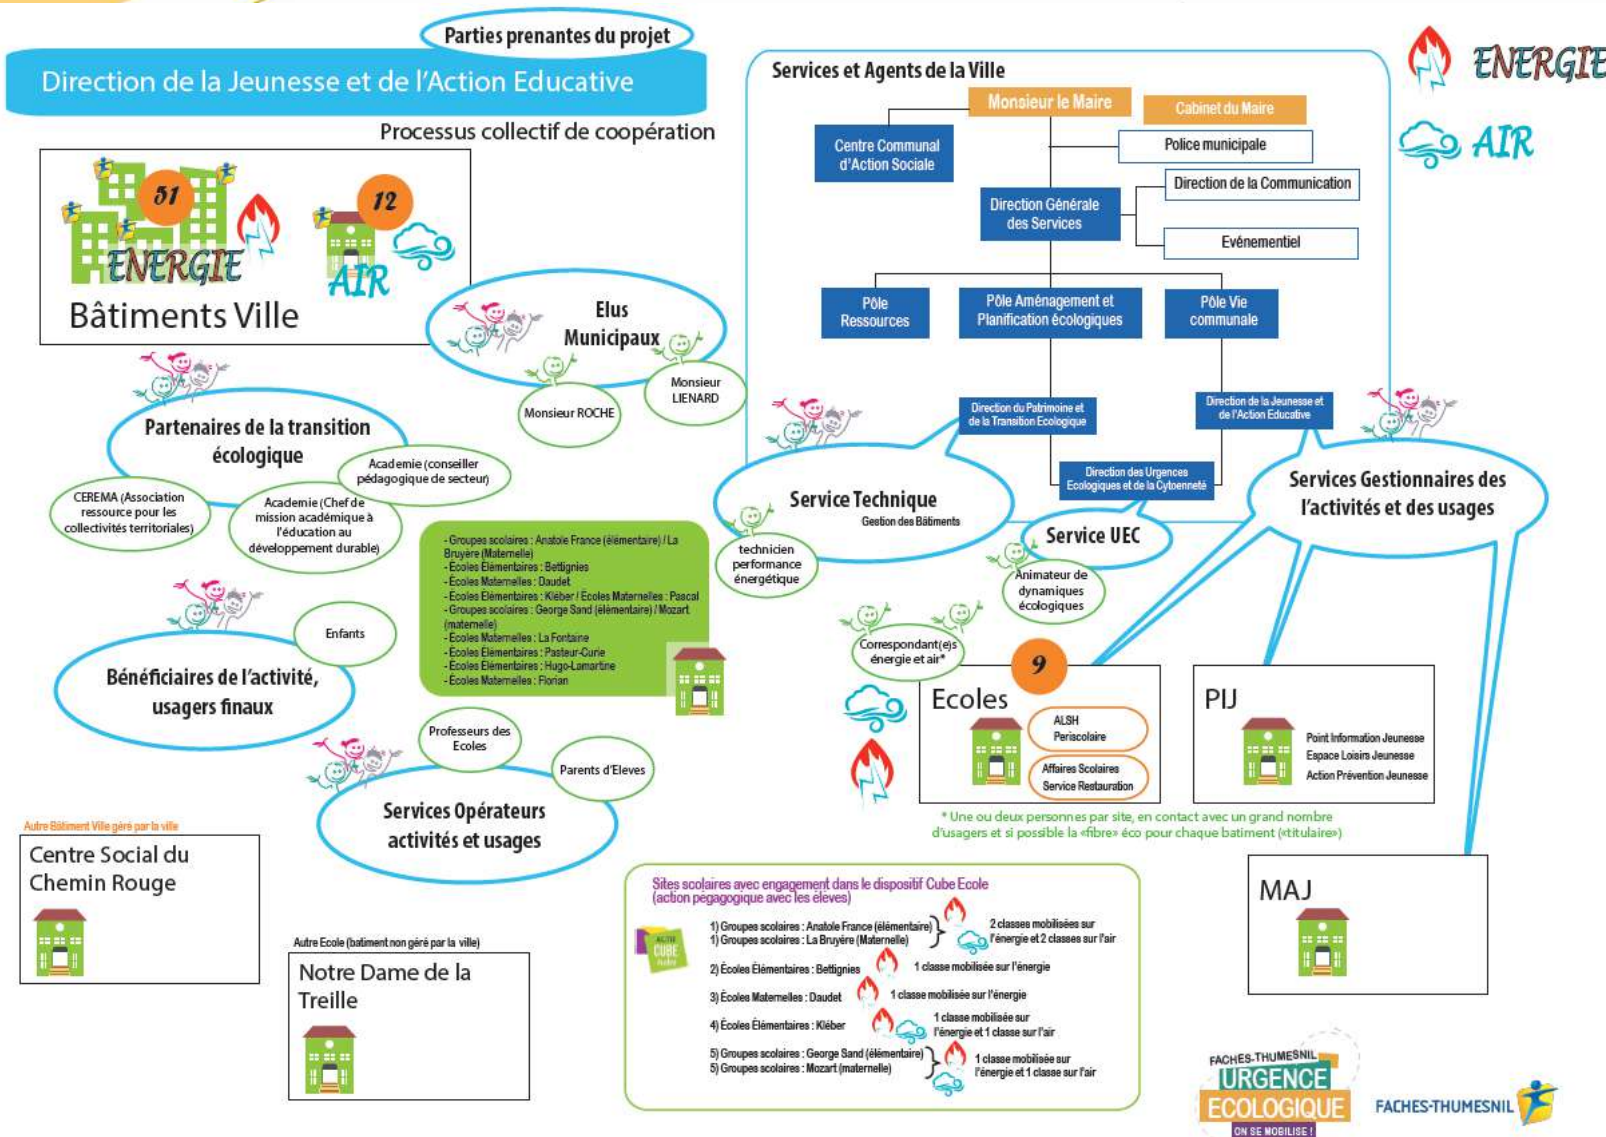 Parties prenantes du projet
Direction de la Jeunesse et de l'Action Educative
Processus collectif de coopération
51
ENERGIE
12
AIR
Bâtiments Ville
Elus
Municipaux
Monsieur ROCHE
Monsieur
LIENARD
Partenaires de la transition
écologique
CEREMA (Association
ressource pour les
collectivités territoriales)
Academie (Chef de
mission académique à
l'éducation au
développement durable)
Academie (conseiller
pédagogique de secteur)
Services et Agents de la Ville
Monsieur le Maire
Cabinet du Maire
Centre Communal
d'Action Sociale
Police municipale
Direction de la Communication
Direction Générale
des Services
Evénementiel
Pôle
Ressources
Pôle Aménagement et
Planification écologiques
Pôle Vie
communale
Direction du Patrimoine et
de la Transition Ecologique
Direction de la Jeunesse et
de l'Action Educative
Direction des Urgences
Ecologiques et de la Cytoenneté
ENERGIE
AIR
Service Technique
Gestion des Bâtiments
technicien
performance
énergétique
Service UEC
Animateur de
dynamiques
écologiques
Services Gestionnaires des
l'activités et des usages
- Groupes scolaires : Anatole France (élémentaire) / La
Bruyère (Maternelle)
- Écoles Élémentaires : Bettignies
- Écoles Maternelles : Daudet
- Écoles Elémentaires : Kléber / Écoles Maternelles : Pascal
- Groupes scolaires : George Sand (élémentaire) / Mozart
(maternelle)
- Écoles Maternelles : La Fontaine
- Écoles Élémentaires : Pasteur-Curie
- Écoles Élémentaires : Hugo-Lamartine
- Écoles Maternelles : Florian
Enfants
Bénéficiaires de l'activité,
usagers finaux
Professeurs des
Ecoles
Parents d'Eleves
Services Opérateurs
activités et usages
Correspondant(e)s
énergie et air*
9
Ecoles
ALSH
Periscolaire
Affaires Scolaires
Service Restauration
PIJ
Point Information Jeunesse
Espace Loisirs Jeunesse
Action Prévention Jeunesse
* Une ou deux personnes par site, en contact avec un grand nombre
d'usagers et si possible la «fibre» éco pour chaque batiment («titulaire»)
MAJ
Autre Bâtiment Ville géré par la ville
Centre Social du
Chemin Rouge
Autre Ecole (batiment non géré par la ville)
Notre Dame de la
Treille
Sites scolaires avec engagement dans le dispositif Cube Ecole
(action pégagogique avec les élèves)
CUBE
1) Groupes scolaires : Anatole France (élémentaire)
1) Groupes scolaires : La Bruyère (Maternelle)
2 classes mobilisées sur
l'énergie et 2 classes sur l'air
2) Écoles Élémentaires : Bettignies
1 classe mobilisée sur l'énergie
3) Écoles Maternelles : Daudet
1 classe mobilisée sur l'énergie
4) Écoles Élémentaires : Kléber
1 classe mobilisée sur
l'énergie et 1 classe sur l'air
5) Groupes scolaires : George Sand (élémentaire)
5) Groupes scolaires : Mozart (maternelle)
1 classe mobilisée sur
l'énergie et 1 classe sur l'air
FACHES-THUMESNIL
URGENCE
ECOLOGIQUE
ON SE MOBILISE !
FACHES-THUMESNIL